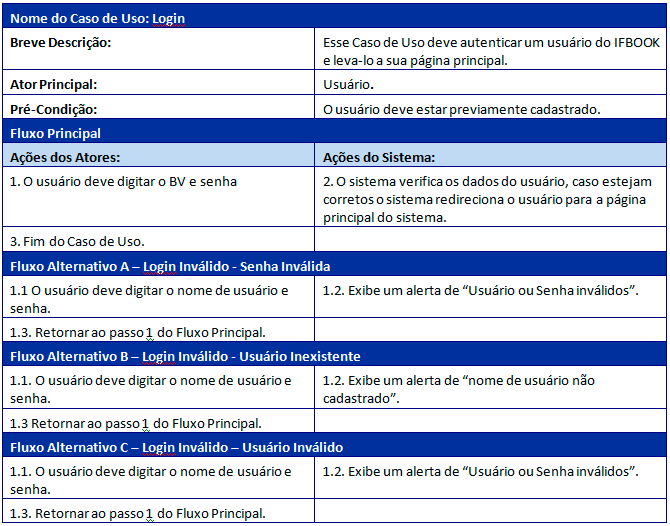 Nome do Caso de Uso: Login
Breve Descrição:
Esse Caso de Uso deve autenticar um usuário do IFBOOK
e leva-lo a sua página principal.
Ator Principal:
Usuário.
Pré-Condição:
O usuário deve estar previamente cadastrado.
Fluxo Principal
Ações dos Atores:
Ações do Sistema:
1. O usuário deve digitar o BV e senha
2. O sistema verifica os dados do usuário, caso estejam
corretos o sistema redireciona o usuário para a página
principal do sistema.
3. Fim do Caso de Uso.
Fluxo Alternativo A – Login Inválido - Senha Inválida
1.1 O usuário deve digitar o nome de usuário e
senha.
1.2. Exibe um alerta de “Usuário ou Senha inválidos”.
1.3. Retornar ao passo 1 do Fluxo Principal.
Fluxo Alternativo B – Login Inválido - Usuário Inexistente
1.1. O usuário deve digitar o nome de usuário e
senha.
1.2. Exibe um alerta de “nome de usuário não
cadastrado”.
1.3 Retornar ao passo 1 do Fluxo Principal.
Fluxo Alternativo C – Login Inválido – Usuário Inválido
1.1. O usuário deve digitar o nome de usuário e
senha.
1.2. Exibe um alerta de “Usuário ou Senha inválidos”.
1.3. Retornar ao passo 1 do Fluxo Principal.